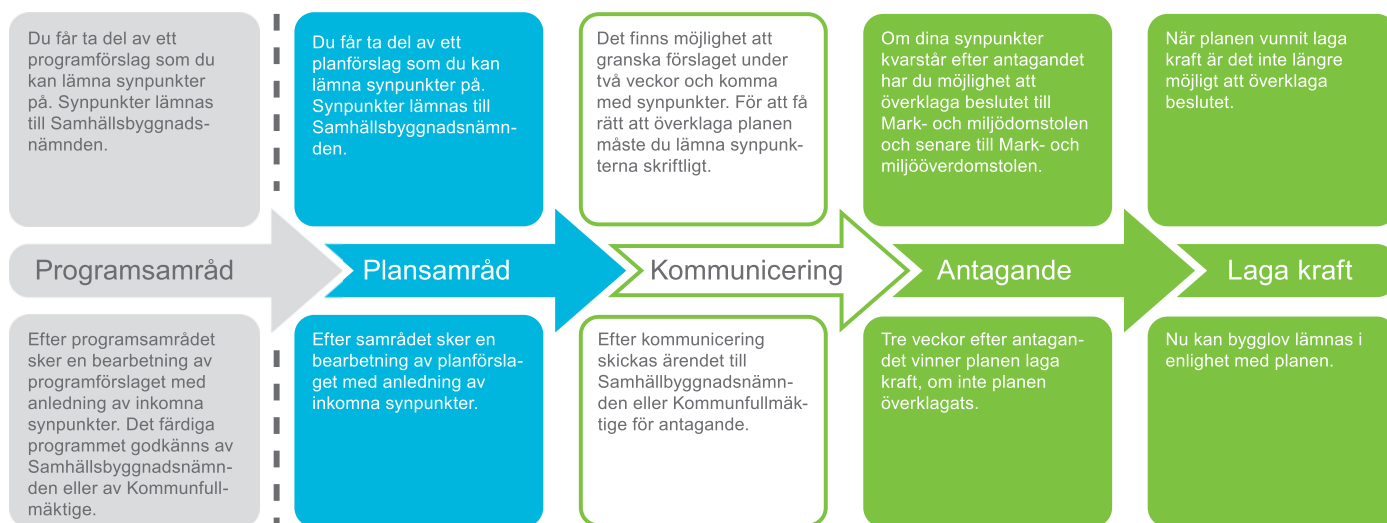 Du får ta del av ett
programförslag som du
kan lämna synpunkter
på. Synpunkter lämnas
till Samhällsbyggnads-
nämnden.
Du får ta del av ett
planförslag som du kan
lämna synpunkter på.
Synpunkter lämnas till
Samhällsbyggnadsnämn-
den.
Det finns möjlighet att
granska förslaget under
två veckor och komma
med synpunkter. För att få
rätt att överklaga planen
måste du lämna synpunk-
terna skriftligt.
Om dina synpunkter
kvarstår efter antagandet
har du möjlighet att
överklaga beslutet till
Mark- och miljödomstolen
och senare till Mark- och
miljööverdomstolen.
När planen vunnit laga
kraft är det inte längre
möjligt att överklaga
beslutet.
Programsamråd
Plansamråd
Kommunicering
Antagande
Laga kraft
Efter programsamrådet
sker en bearbetning av
programförslaget med
anledning av inkomna
synpunkter. Det färdiga
programmet godkänns av
Samhällsbyggnadsnämn-
den eller av Kommunfull-
mäktige.
Efter samrådet sker en
bearbetning av planförsla-
get med anledning av
inkomna synpunkter.
Efter kommunicering
skickas ärendet till
Samhällbyggnadsnämn-
den eller Kommunfullmäk-
tige för antagande.
Tre veckor efter antagan-
det vinner planen laga
kraft, om inte planen
överklagats.
Nu kan bygglov lämnas i
enlighet med planen.